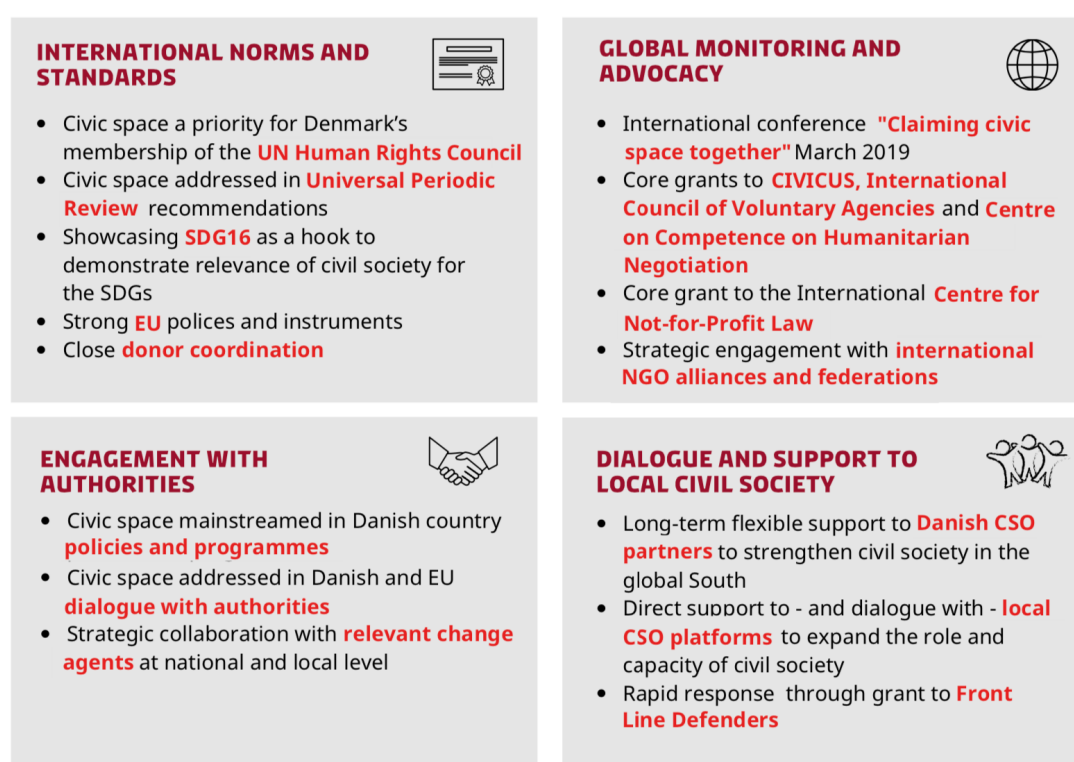 INTERNATIONAL NORMS AND
STANDARDS
• Civic space a priority for Denmark's
membership of the UN Human Rights Council
• Civic space addressed in Universal Periodic
Review recommendations
• Showcasing SDG16 as a hook to
demonstrate relevance of civil society for
the SDGs
• Strong EU polices and instruments
• Close donor coordination
GLOBAL MONITORING AND
ADVOCACY
• International conference "Claiming civic
space together" March 2019
• Core grants to CIVICUS, International
Council of Voluntary Agencies and Centre
on Competence on Humanitarian
Negotiation
• Core grant to the International Centre for
Not-for-Profit Law
• Strategic engagement with international
NGO alliances and federations
ENGAGEMENT WITH
AUTHORITIES
• Civic space mainstreamed in Danish country
policies and programmes
• Civic space addressed in Danish and EU
dialogue with authorities
• Strategic collaboration with relevant change
agents at national and local level
DIALOGUE AND SUPPORT TO
LOCAL CIVIL SOCIETY
• Long-term flexible support to Danish CSO
partners to strengthen civil society in the
global South
• Direct support to - and dialogue with - local
CSO platforms to expand the role and
capacity of civil society
• Rapid response through grant to Front
Line Defenders